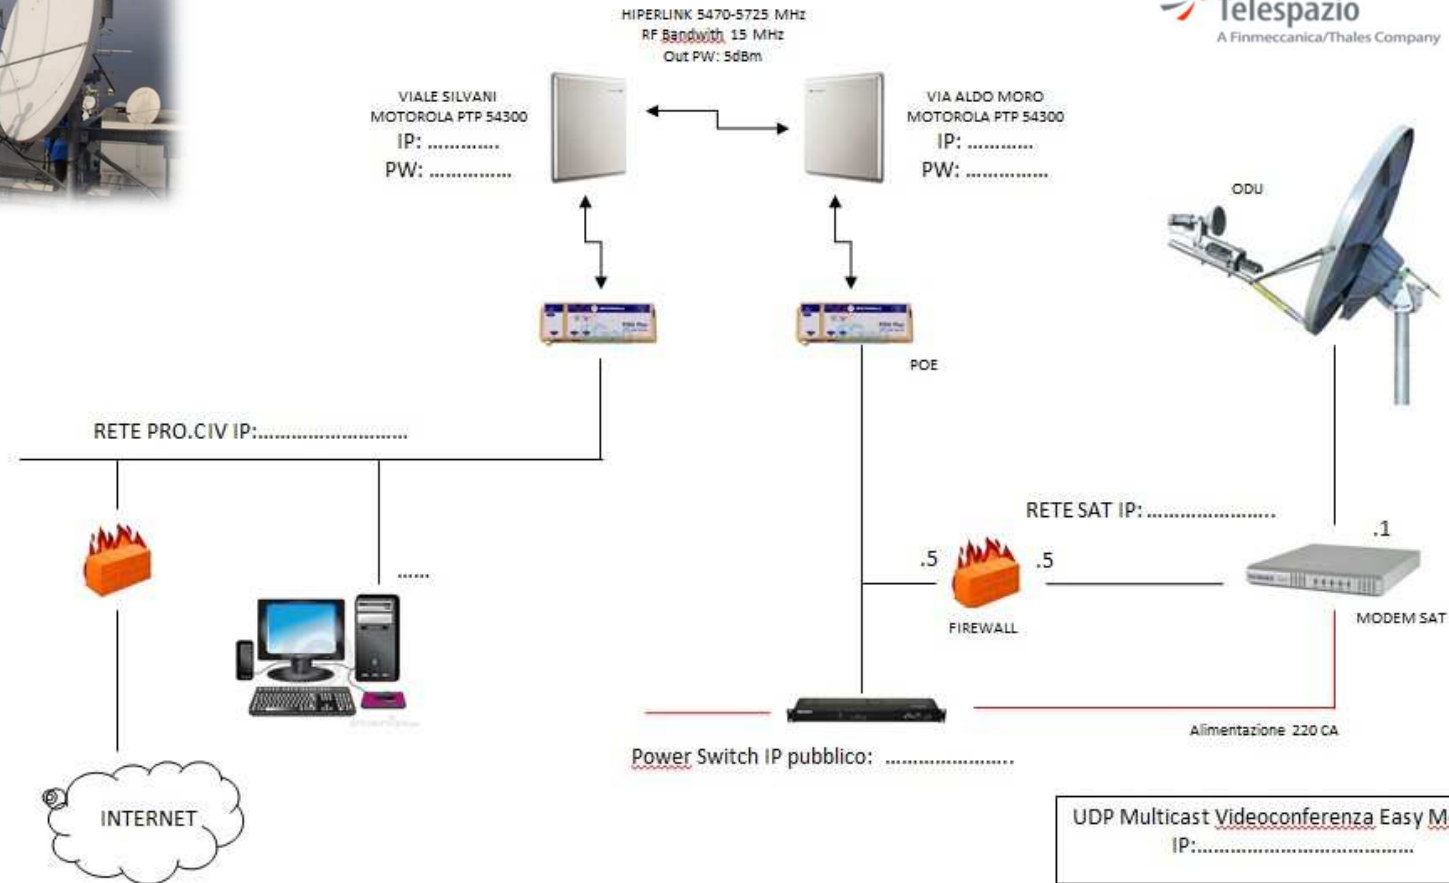 Telespazio
A Finmeccanica/Thales Company
HIPERLINK 5470-5725 MHz
RF Bandwith 15 MHz
Out PW: 5dBm
VIALE SILVANI
MOTOROLA PTP 54300
IP: .............
PW: ...............
VIA ALDO MORO
MOTOROLA PTP 54300
IP: ............
PW: ...............
ODU
POE
RETE PRO.CIV IP:...........................
RETE SAT IP: .......................
.1
.5
.5
......
FIREWALL
MODEM SAT
Alimentazione 220 CA
Power Switch IP pubblico: .......................
INTERNET
UDP Multicast Videoconferenza Easy
IP:.......................................